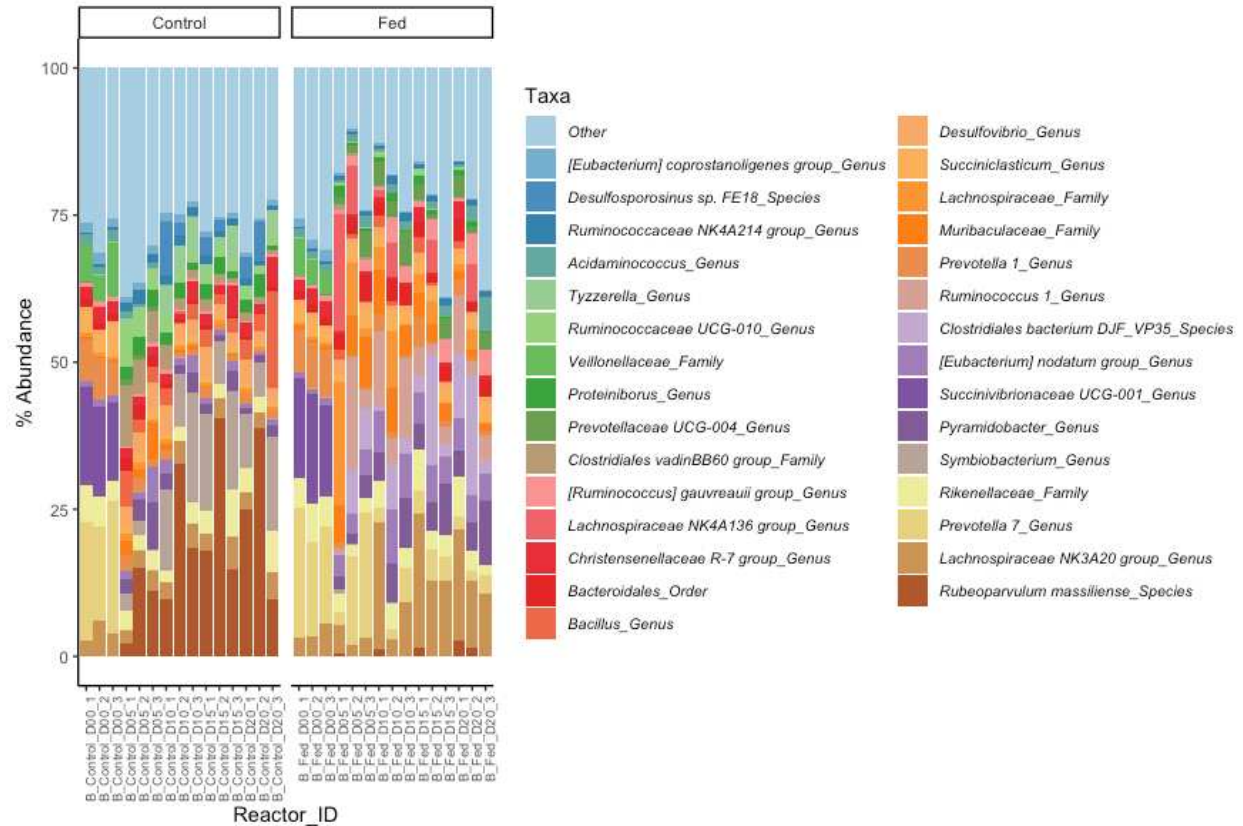 Control
Fed
100
75
50
25
0
% Abundance
B_Control_D00_1
B_Control_D00_2
B_Control_D00_3
B_Control_D05_1
B_Control_D05_2
B_Control_D05_3
B_Control_D10_1
B_Control_D10_2
B_Control_D10_3
B_Control_D15_1
B_Control_D15_2
B_Control_D15_3
B_Control_D20_1
B_Control_D20_2
B_Control_D20_3
B_Fed_D00_1
B_Fed_D00_2
B_Fed_D00_3
B_Fed_D05_1
B_Fed_D05_2
B_Fed_D05_3
B_Fed_D10_1
B_Fed_D10_2
B_Fed_D10_3
B_Fed_D15_1
B_Fed_D15_2
B_Fed_D15_3
B_Fed_D20_1
B_Fed_D20_2
B_Fed_D20_3
Reactor_ID
Taxa
Other
[Eubacterium] coprostanoligenes group_Genus
Desulfosporosinus sp. FE18_Species
Ruminococcaceae NK4A214 group_Genus
Acidaminococcus_Genus
Tyzzerella_Genus
Ruminococcaceae UCG-010_Genus
Veillonellaceae_Family
Proteiniborus_Genus
Prevotellaceae UCG-004_Genus
Clostridiales vadinBB60 group_Family
[Ruminococcus] gauvreauii group_Genus
Lachnospiraceae NK4A136 group_Genus
Christensenellaceae R-7 group_Genus
Bacteroidales_Order
Bacillus_Genus
Desulfovibrio_Genus
Succiniclasticum_Genus
Lachnospiraceae_Family
Muribaculaceae_Family
Prevotella 1_Genus
Ruminococcus 1_Genus
Clostridiales bacterium DJF_VP35_Species
[Eubacterium] nodatum group_Genus
Succinivibrionaceae UCG-001_Genus
Pyramidobacter_Genus
Symbiobacterium_Genus
Rikenellaceae_Family
Prevotella 7_Genus
Lachnospiraceae NK3A20 group_Genus
Rubeoparvulum massiliense_Species